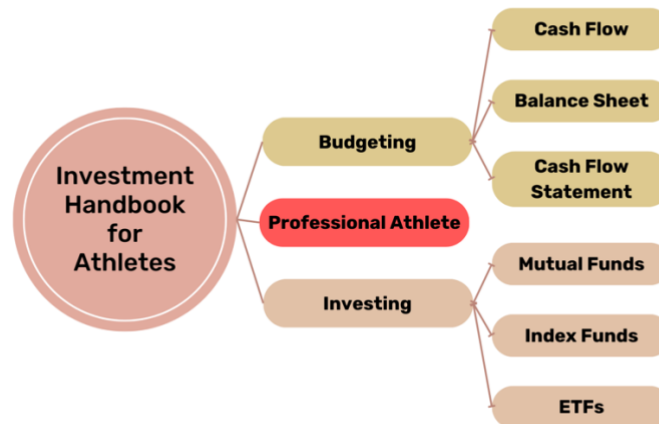 Investment
Handbook
for
Athletes
Budgeting
Cash Flow
Balance Sheet
Cash Flow
Statement
Professional Athlete
Investing
Mutual Funds
Index Funds
ETFs